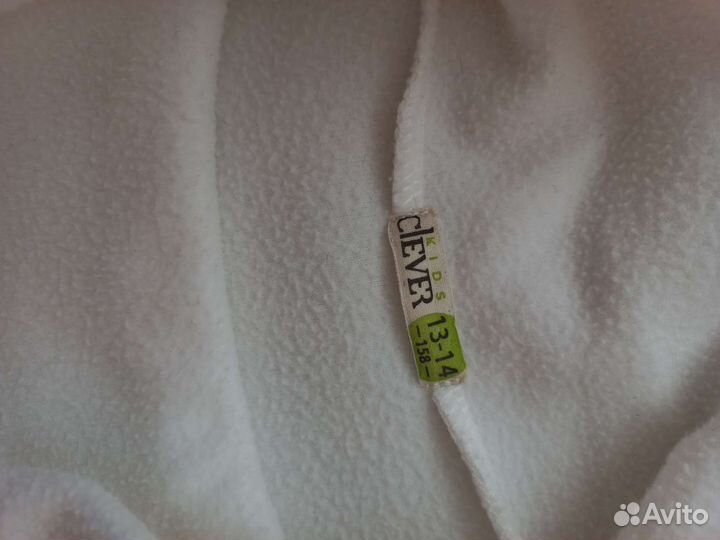 KIDS
CLEVER
13-14
—158—
Avito